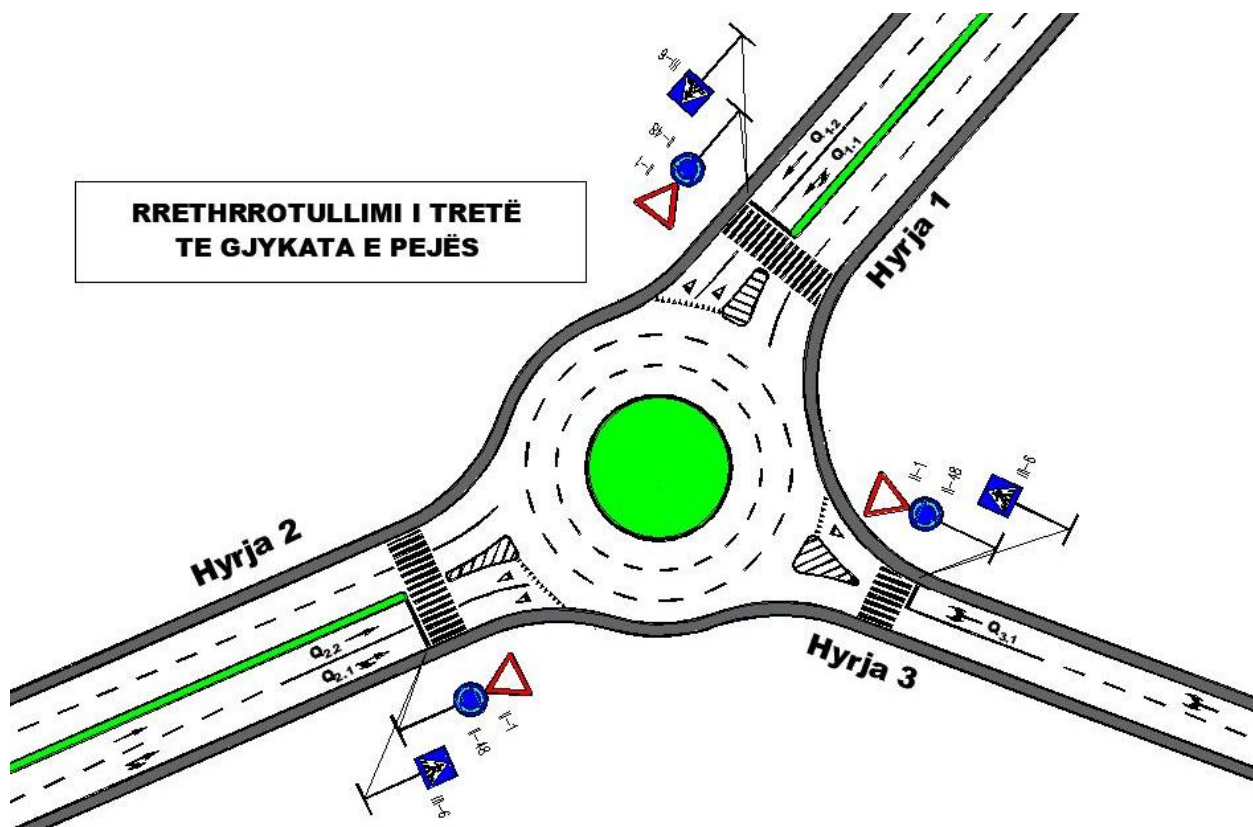 RRETHRROTULLIMI I TRETË
TE GJYKATA E PEJËS
III-6
II-48
II-1
Q1-2
Q1-1
Hyrja 1
II-1
II-48
III-6
Hyrja 2
Q2.2
Q2.1
Q3.1
Hyrja 3
II-1
II-48
III-6